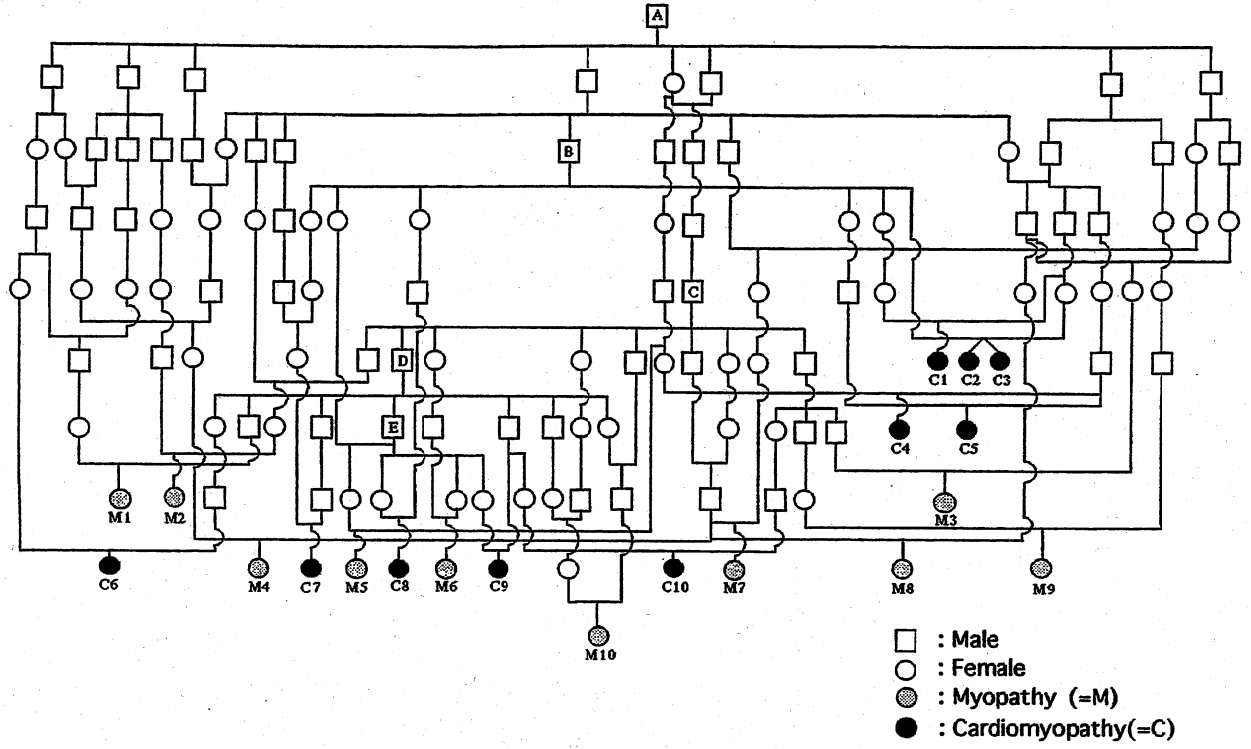 A
B
C
D
C1 C2 C3
E
C4 C5
M1 M2
M3
C6 M4 C7 M5 C8 M6 C9 C10 M7 M8 M9
M10
: Male
: Female
: Myopathy (=M)
: Cardiomyopathy(=C)